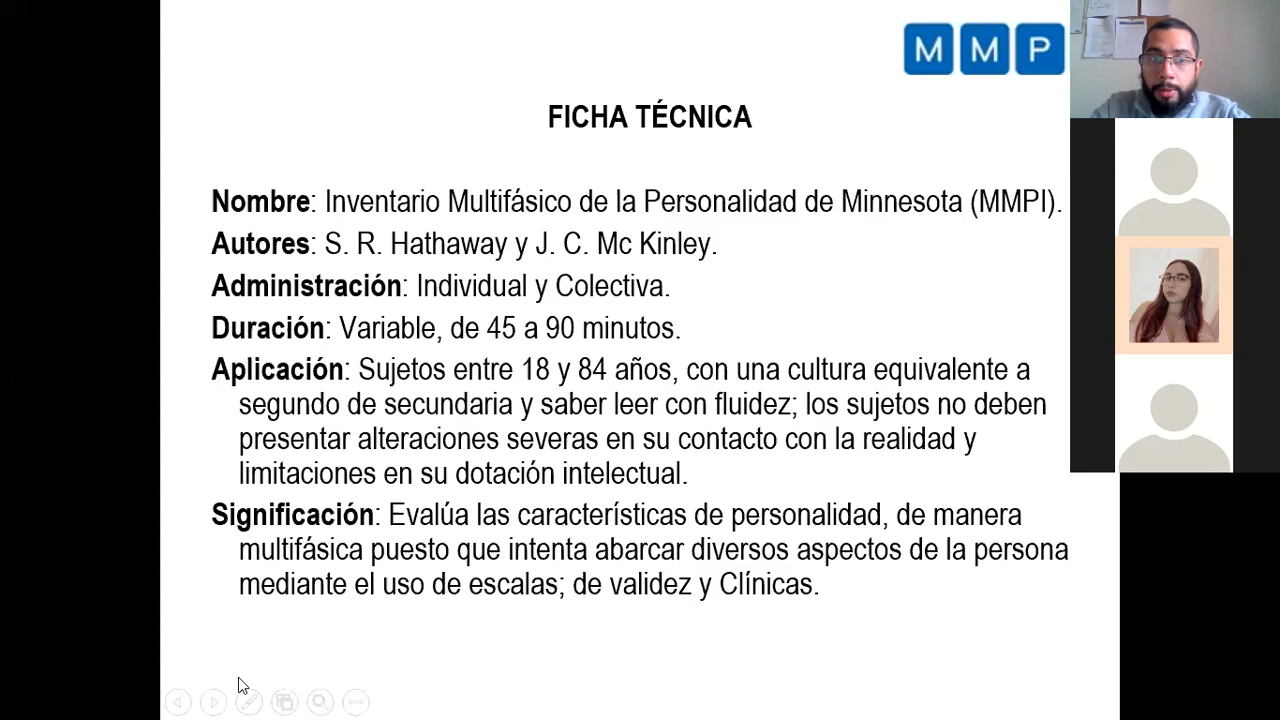 M M P
FICHA TÉCNICA
Nombre: Inventario Multifásico de la Personalidad de Minnesota (MMPI).
Autores: S. R. Hathaway y J. C. Mc Kinley.
Administración: Individual y Colectiva.
Duración: Variable, de 45 a 90 minutos.
Aplicación: Sujetos entre 18 y 84 años, con una cultura equivalente a
segundo de secundaria y saber leer con fluidez; los sujetos no deben
presentar alteraciones severas en su contacto con la realidad y
limitaciones en su dotación intelectual.
Significación: Evalúa las características de personalidad, de manera
multifásica puesto que intenta abarcar diversos aspectos de la persona
mediante el uso de escalas; de validez y Clínicas.